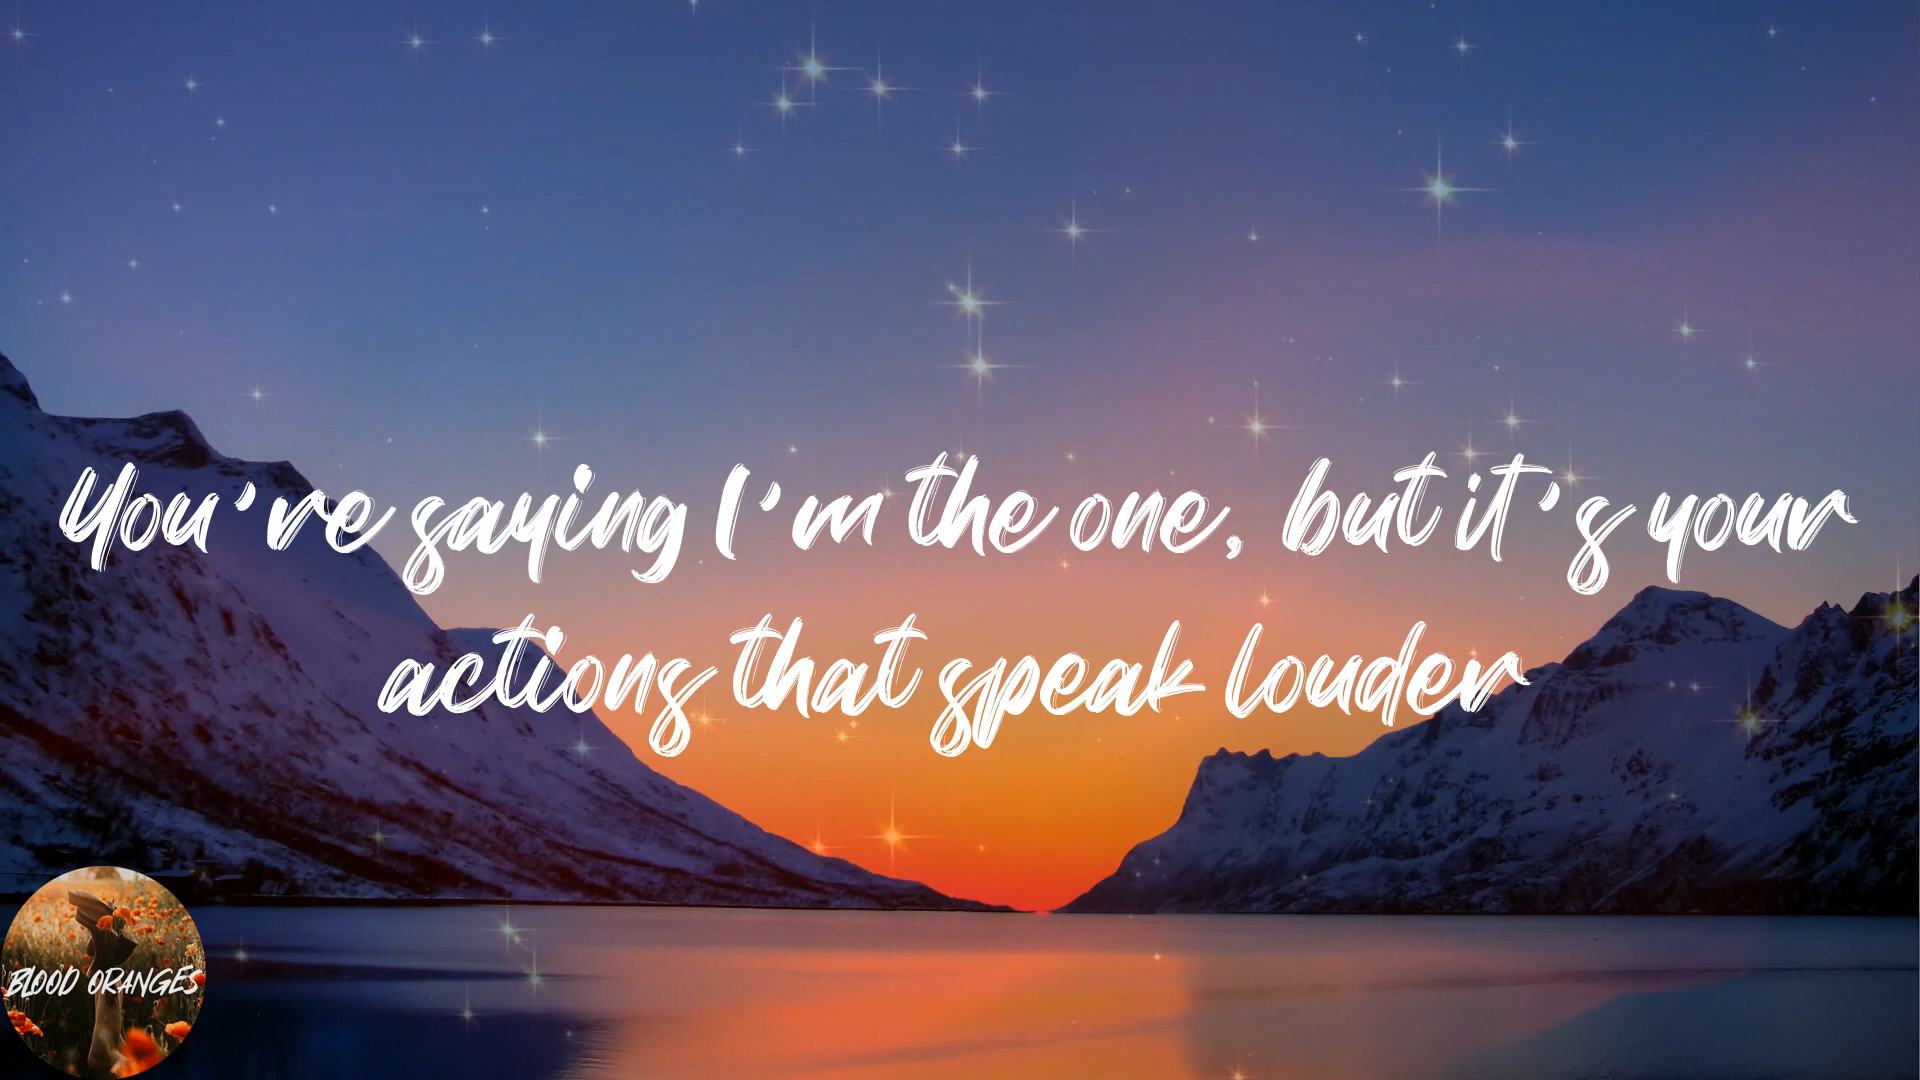 You're saying I'm the one, but it's your
actions that speak louder
BLOOD ORANGES